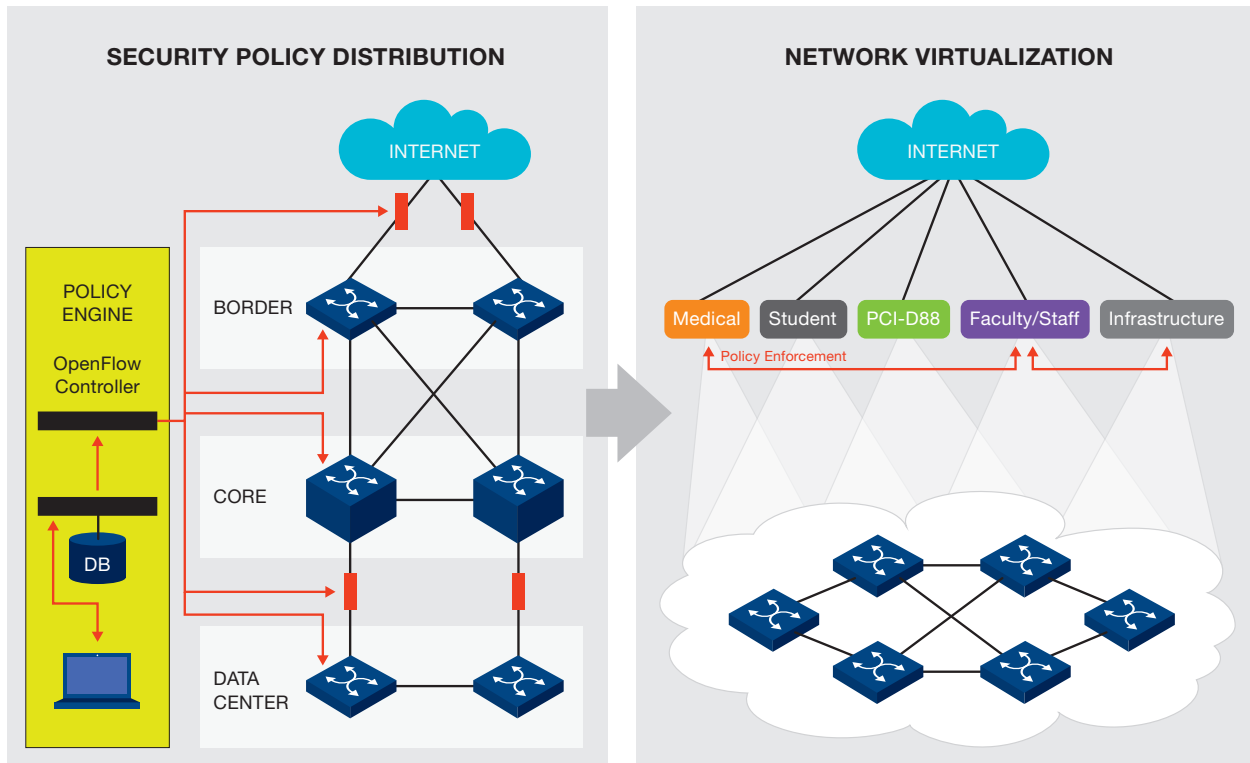 SECURITY POLICY DISTRIBUTION
INTERNET
POLICY
ENGINE
OpenFlow
Controller
DB
BORDER
CORE
DATA
CENTER
NETWORK VIRTUALIZATION
INTERNET
Medical
Student
PCI-D88
Faculty/Staff
Infrastructure
Policy Enforcement